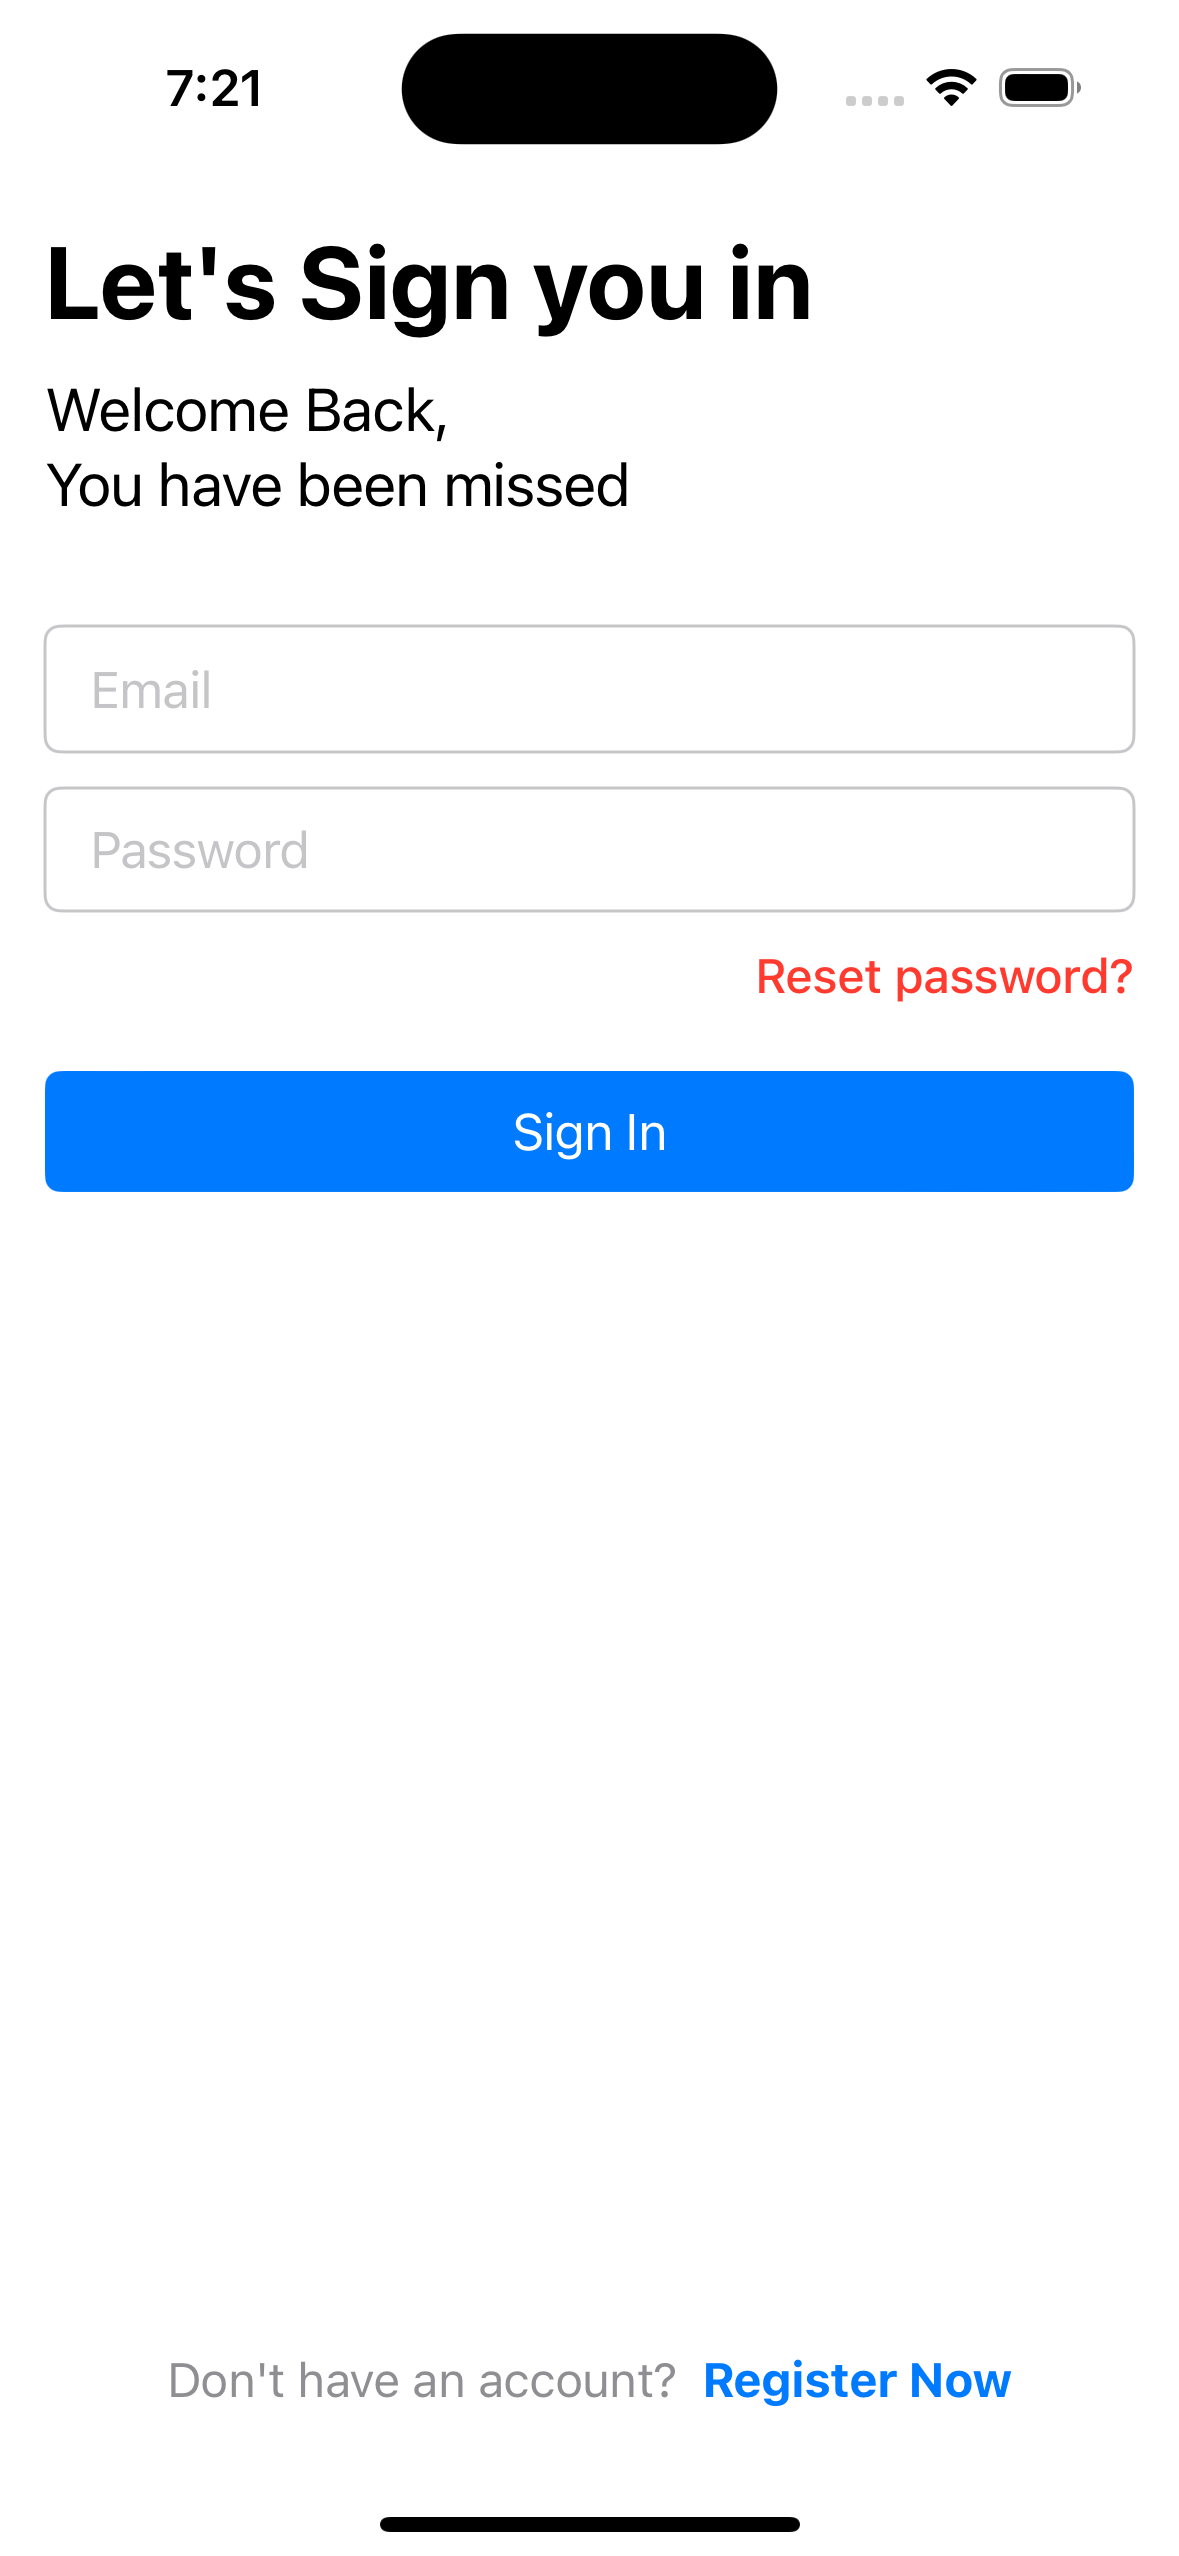 7:21
Let's Sign you in
Welcome Back,
You have been missed
Email
Password
Reset password?
Sign In
Don't have an account? Register Now